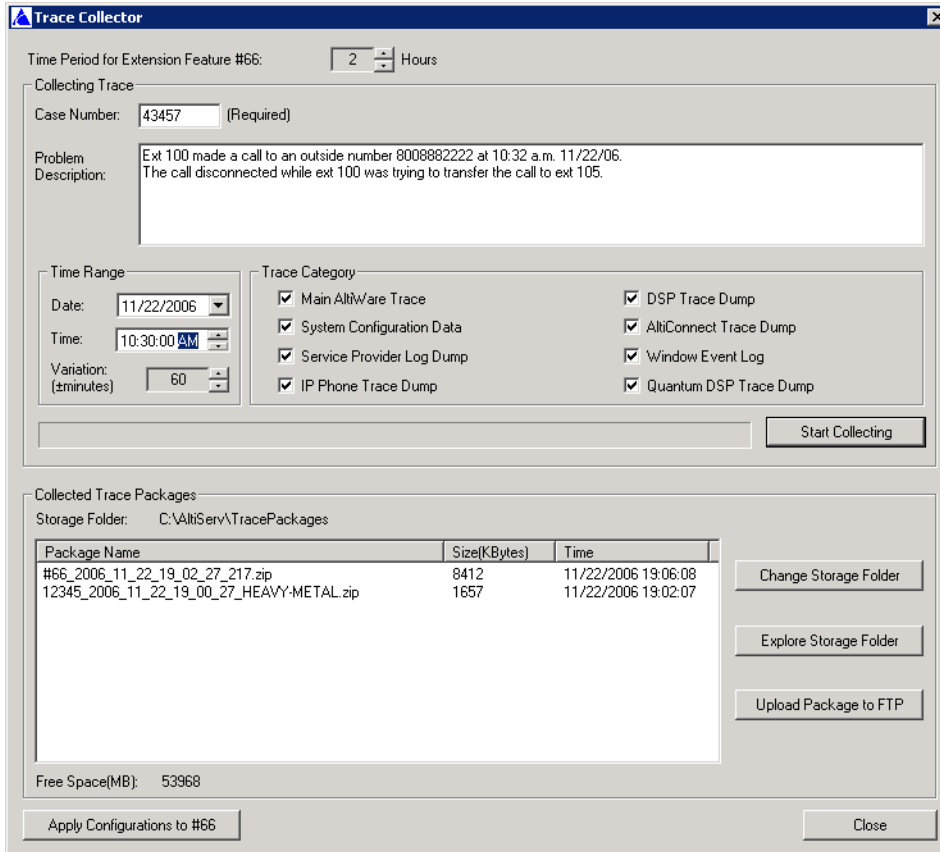 Trace Collector
Time Period for Extension Feature #66: 2 Hours
Collecting Trace
Case Number: 43457 (Required)
Problem Description:
Ext 100 made a call to an outside number 8008882222 at 10:32 a.m. 11/22/06.
The call disconnected while ext 100 was trying to transfer the call to ext 105.
Time Range
Date: 11/22/2006
Time: 10:30:00 AM
Variation: (±minutes) 60
Trace Category
Main AltiWare Trace
System Configuration Data
Service Provider Log Dump
IP Phone Trace Dump
DSP Trace Dump
AltiConnect Trace Dump
Window Event Log
Quantum DSP Trace Dump
Start Collecting
Collected Trace Packages
Storage Folder: C:\AltiServ\TracePackages
Package Name Size(KBytes) Time
#66_2006_11_22_19_02_27_217.zip 8412 11/22/2006 19:06:08
12345_2006_11_22_19_00_27_HEAVY-METAL.zip 1657 11/22/2006 19:02:07
Change Storage Folder
Explore Storage Folder
Upload Package to FTP
Free Space(MB): 53968
Apply Configurations to #66
Close